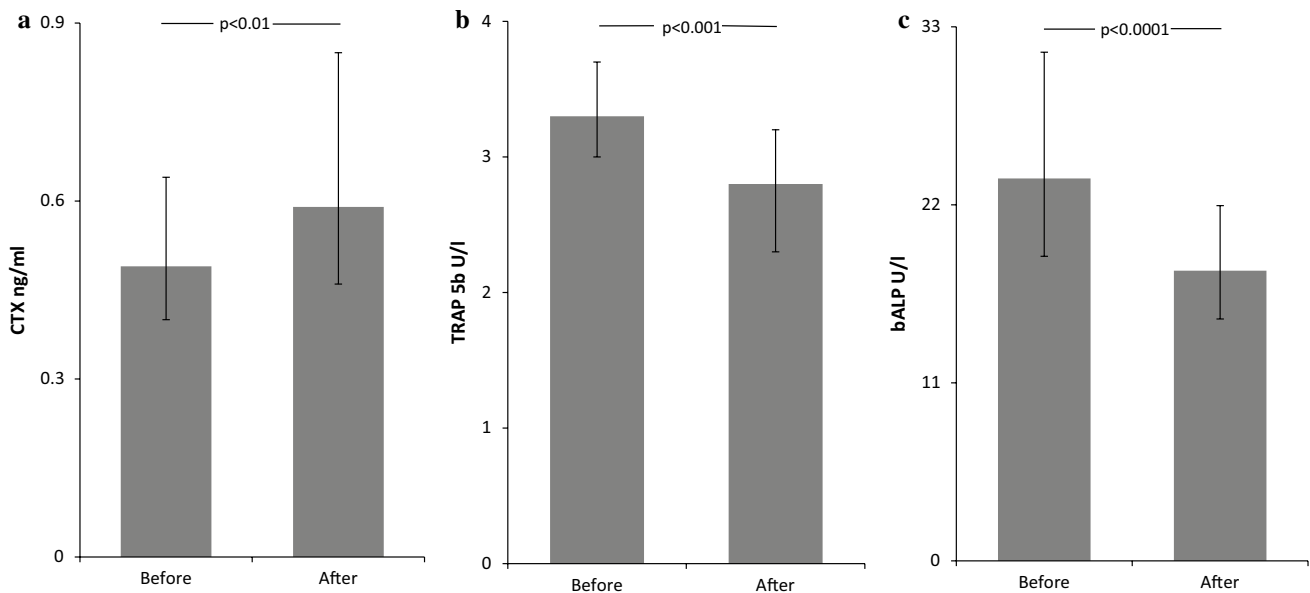 a
p<0.01
0.9
0.6
0.3
0
CTX ng/ml
Before
After
b
p<0.001
4
3
2
1
0
TRAP 5b U/l
Before
After
c
p<0.0001
33
22
11
0
bALP U/l
Before
After